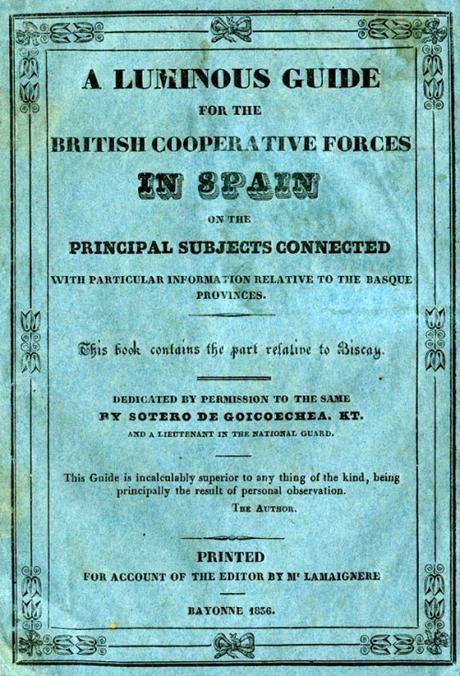 A LUMINOUS GUIDE
FOR THE
BRITISH COOPERATIVE FORCES
IN SPAIN
ON THE
PRINCIPAL SUBJECTS CONNECTED
WITH PARTICULAR INFORMATION RELATIVE TO THE BASQUE
PROVINCES.
This book contains the part relative to Biscay.
DEDICATED BY PERMISSION TO THE SAME
BY SOTERO DE GOICOECHEA. KT.
AND A LIEUTENANT IN THE NATIONAL GUARD.
This Guide is incalculably superior to any thing of the kind, being
principally the result of personal observation.
THE AUTHOR.
PRINTED
FOR ACCOUNT OF THE EDITOR BY Mr LAMAIGNERE
BAYONNE 1836.